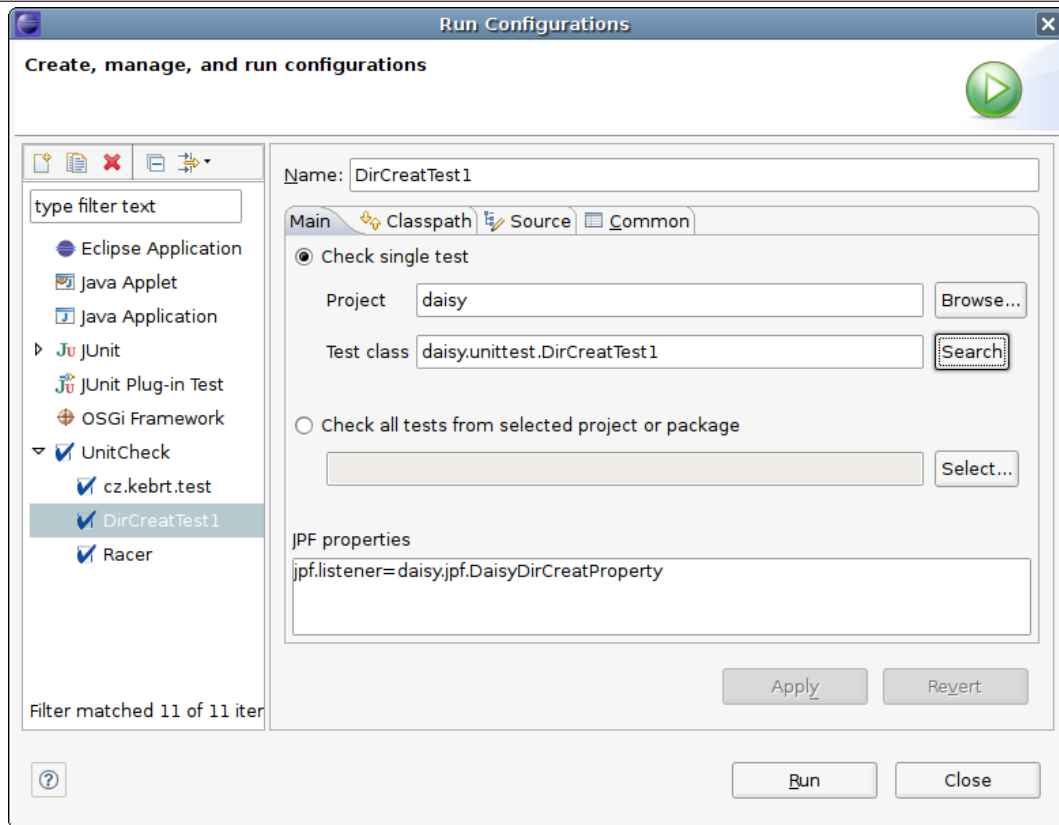 Run Configurations
Create, manage, and run configurations
type filter text
Eclipse Application
Java Applet
Java Application
JUnit
JUnit Plug-in Test
OSGi Framework
UnitCheck
cz.kebrt.test
DirCreatTest1
Racer
Filter matched 11 of 11 iter
Name: DirCreatTest1
Main Classpath Source Common
Check single test
Project daisy Browse...
Test class daisy.unittest.DirCreatTest1 Search
Check all tests from selected project or package
Select...
JPF properties
jpf.listener=daisy.jpf.DaisyDirCreatProperty
Apply Revert
Run Close